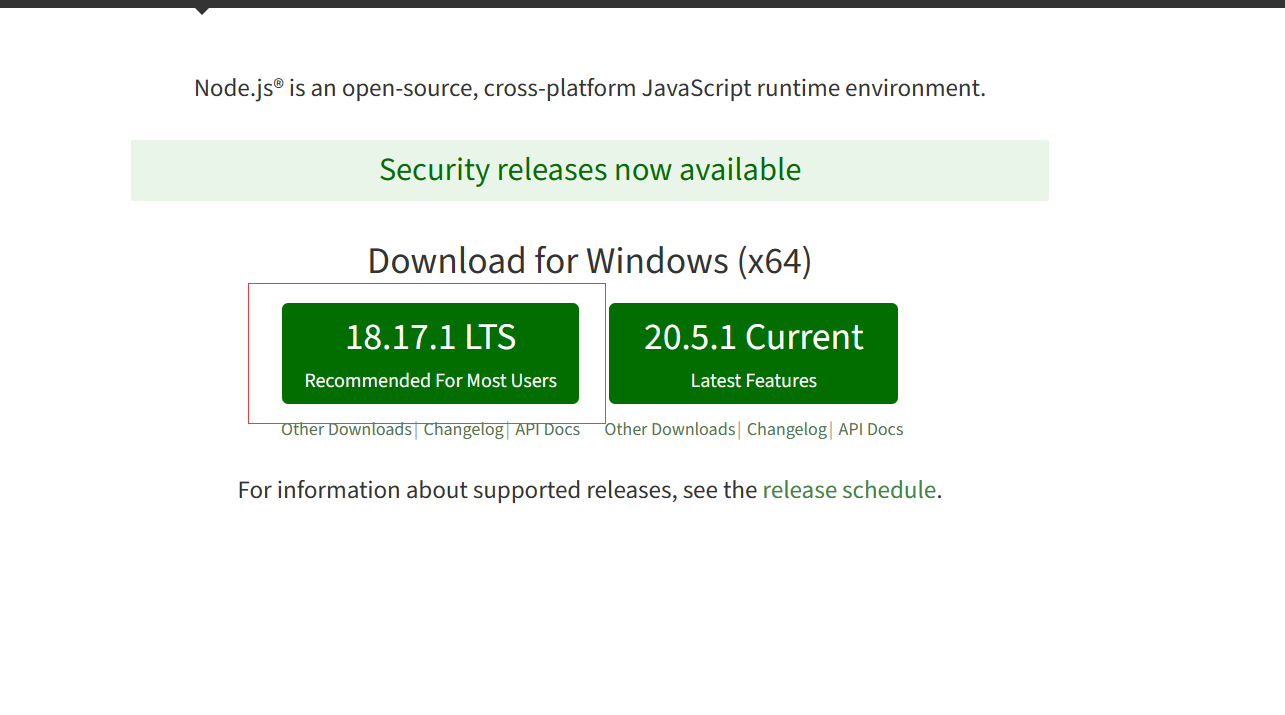 Node.js® is an open-source, cross-platform JavaScript runtime environment.
Security releases now available
Download for Windows (x64)
18.17.1 LTS
Recommended For Most Users
20.5.1 Current
Latest Features
Other Downloads | Changelog | API Docs
Other Downloads | Changelog | API Docs
For information about supported releases, see the release schedule.